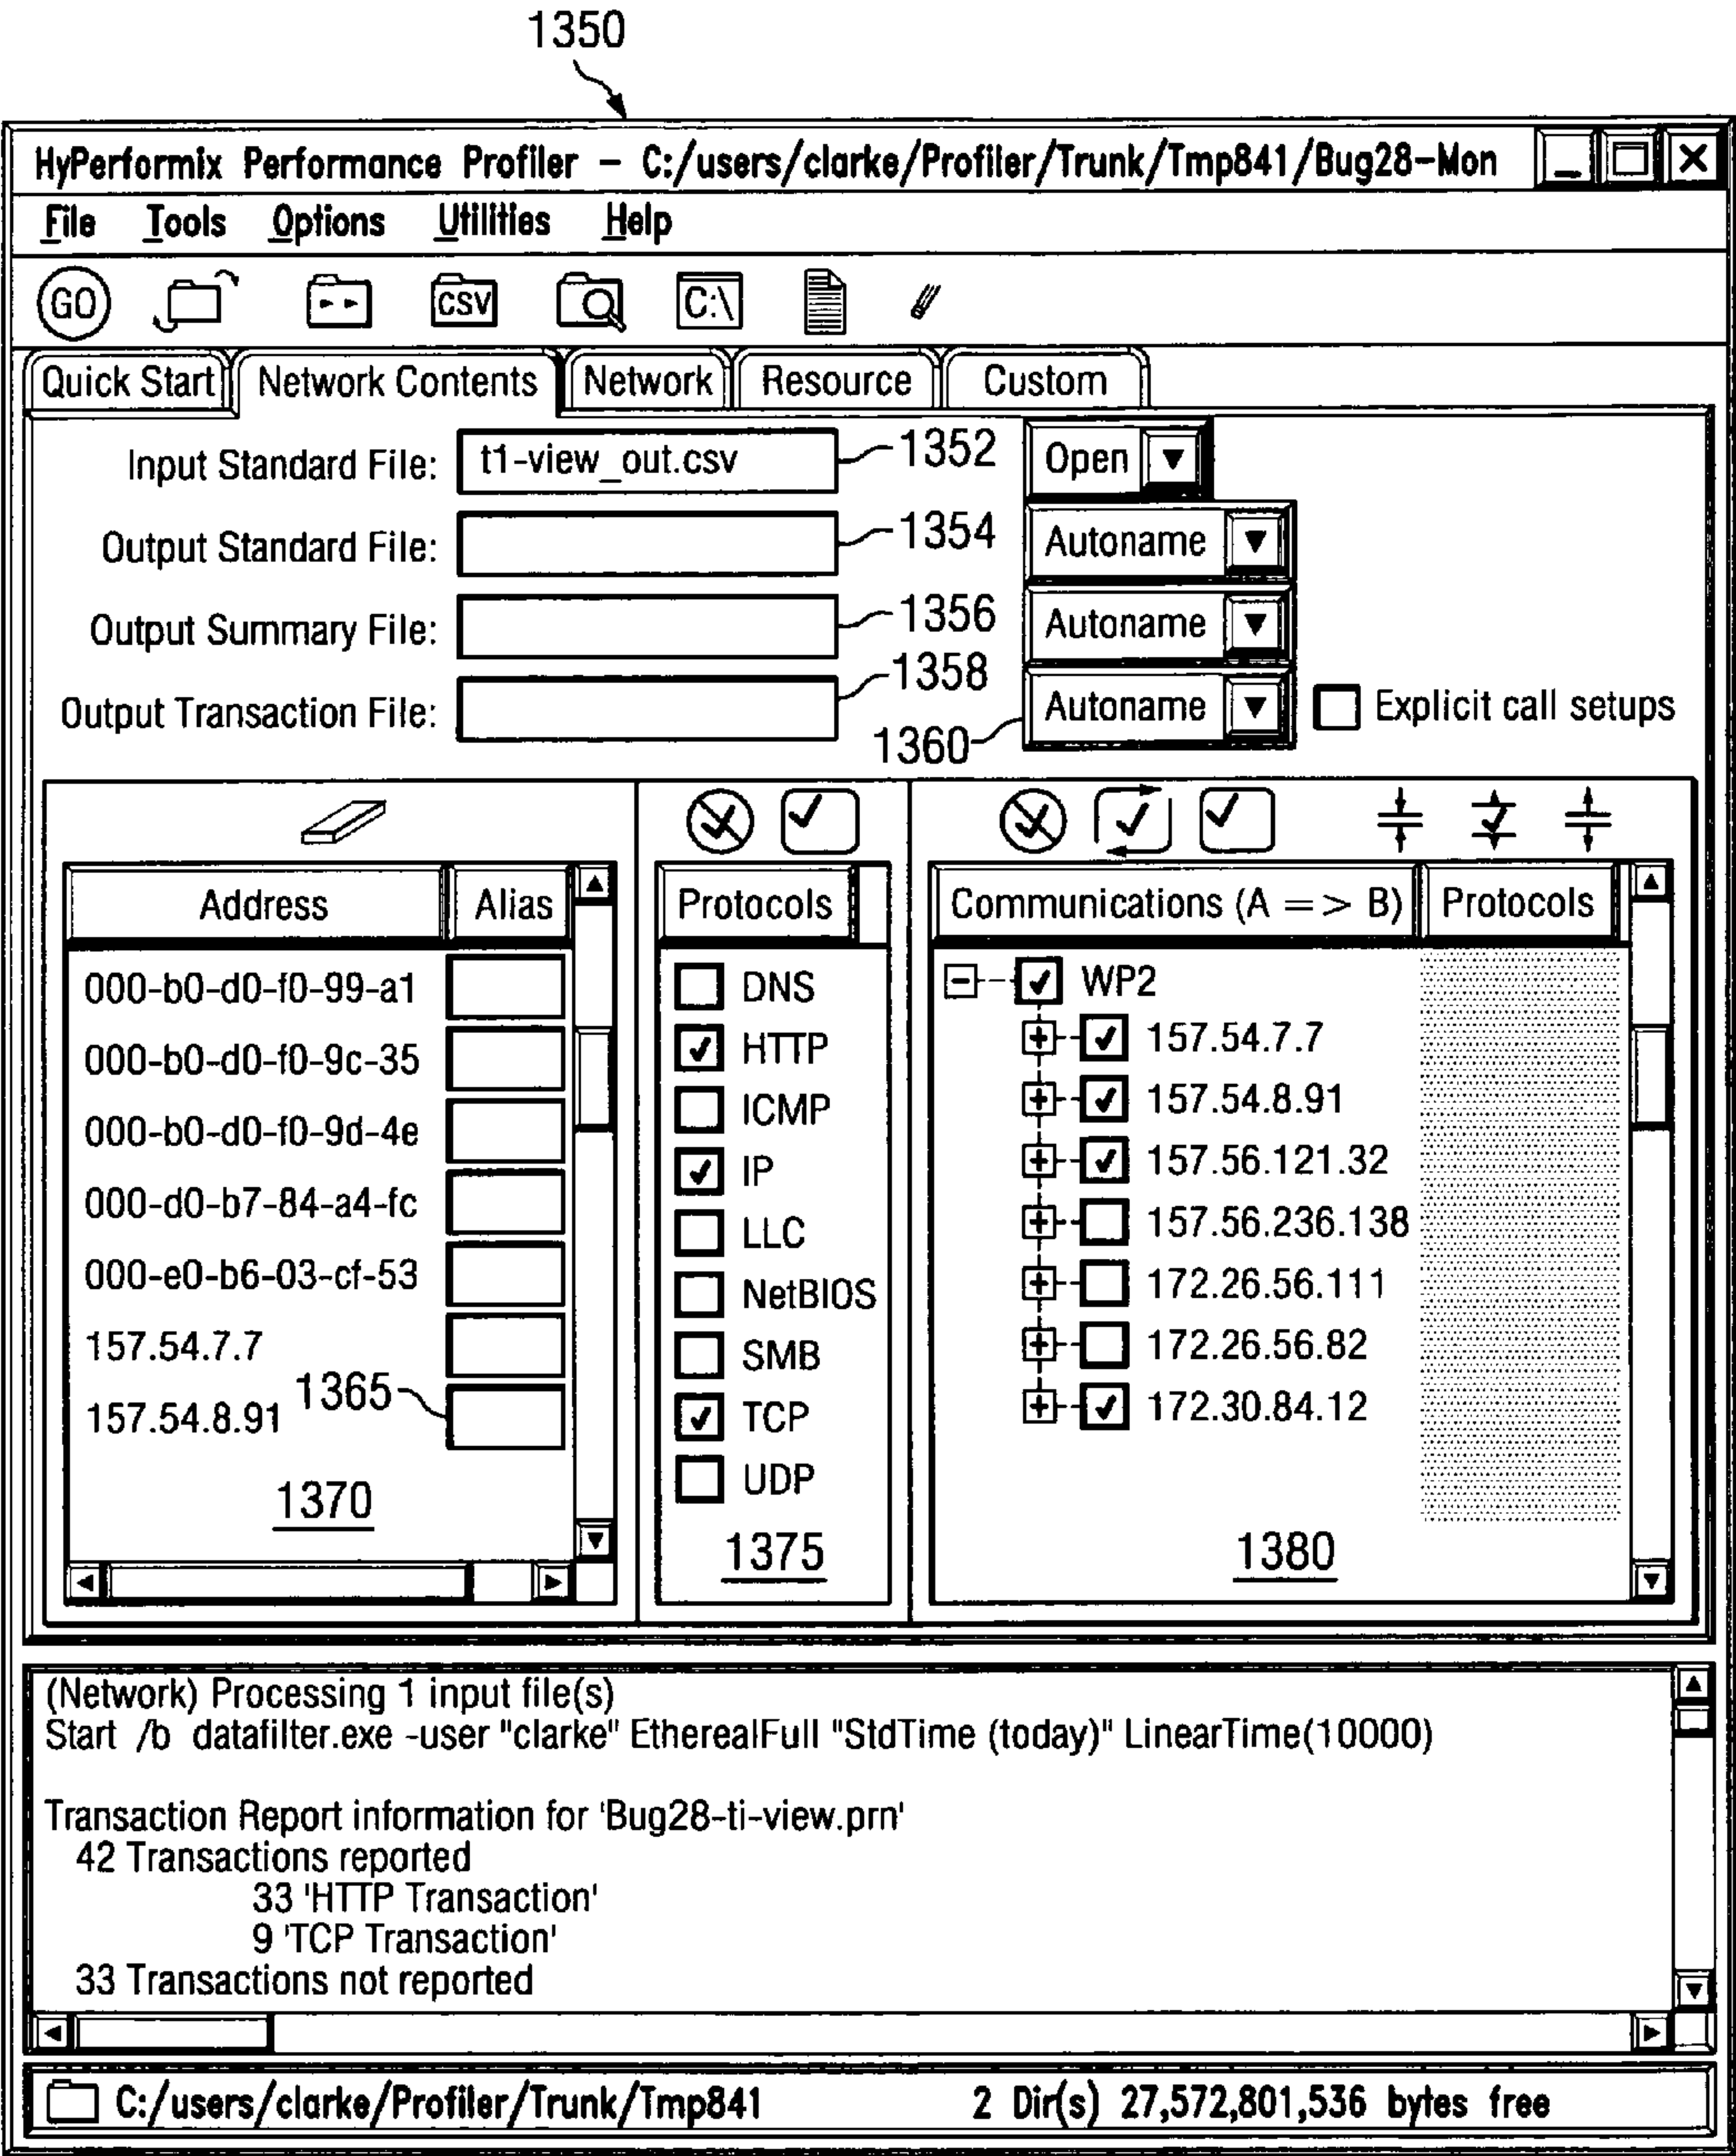 1350
HyPerformix Performance Profiler - C:/users/clarke/Profiler/Trunk/Tmp841/Bug28-Mon
File Tools Options Utilities Help
GO CSV C:\
Quick Start Network Contents Network Resource Custom
Input Standard File: t1-view_out.csv 1352 Open
Output Standard File: 1354 Autoname
Output Summary File: 1356 Autoname
Output Transaction File: 1358 1360 Autoname Explicit call setups
Address Alias
000-b0-d0-f0-99-a1
000-b0-d0-f0-9c-35
000-b0-d0-f0-9d-4e
000-d0-b7-84-a4-fc
000-e0-b6-03-cf-53
157.54.7.7
157.54.8.91 1365
1370
Protocols
DNS
HTTP
ICMP
IP
LLC
NetBIOS
SMB
TCP
UDP
1375
Communications (A => B) Protocols
WP2
157.54.7.7
157.54.8.91
157.56.121.32
157.56.236.138
172.26.56.111
172.26.56.82
172.30.84.12
1380
(Network) Processing 1 input file(s)
Start /b datafilter.exe -user "clarke" EtherealFull "StdTime (today)" LinearTime(10000)
Transaction Report information for 'Bug28-ti-view.prn'
42 Transactions reported
33 'HTTP Transaction'
9 'TCP Transaction'
33 Transactions not reported
C:/users/clarke/Profiler/Trunk/Tmp841 2 Dir(s) 27,572,801,536 bytes free